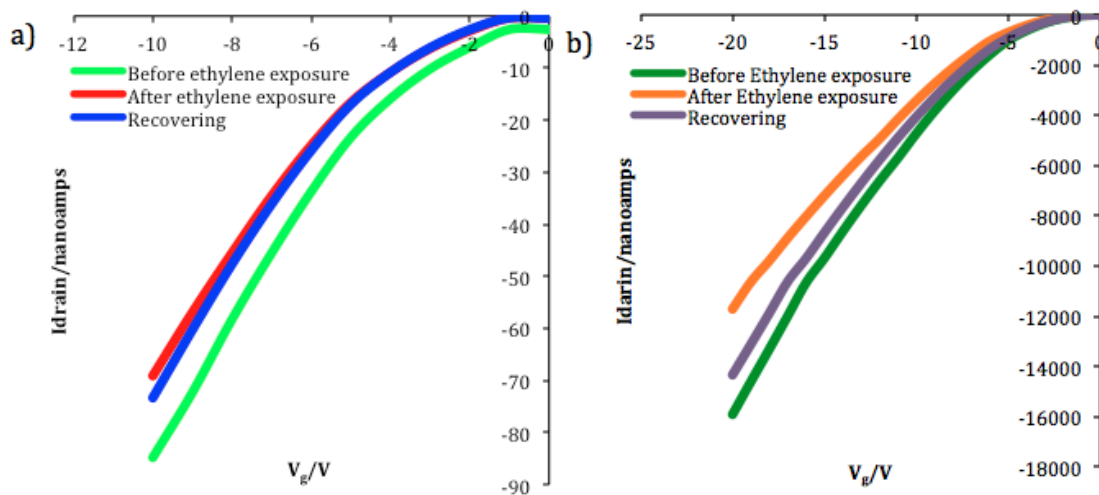 a)
-12
-10
-8
-6
-4
-2
0
0
-10
-20
-30
-40
-50
-60
-70
-80
-90
Before ethylene exposure
After ethylene exposure
Recovering
Idrain/nanoamps
Vg/V
b)
-25
-20
-15
-10
-5
0
0
-2000
-4000
-6000
-8000
-10000
-12000
-14000
-16000
-18000
Before Ethylene exposure
After Ethylene exposure
Recovering
Idarin/nanoamps
Vg/V